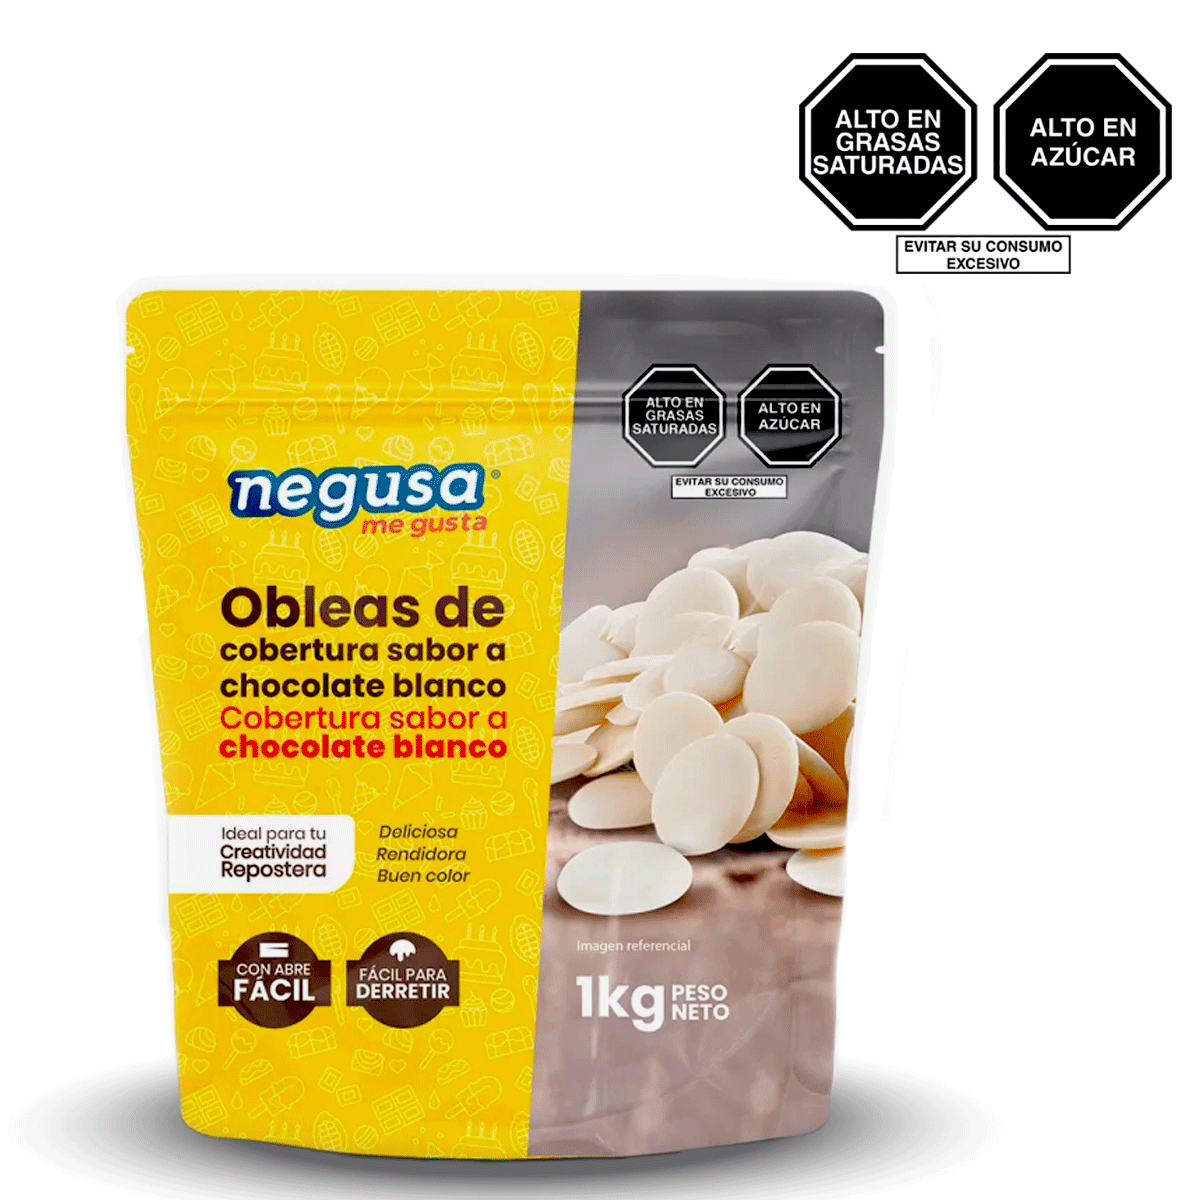 ALTO EN
GRASAS
SATURADAS
ALTO EN
AZÚCAR
EVITAR SU CONSUMO
EXCESIVO
ALTO EN
GRASAS
SATURADAS
ALTO EN
AZÚCAR
EVITAR SU CONSUMO
EXCESIVO
negusa®
me gusta
Obleas de
cobertura sabor a
chocolate blanco
Cobertura sabor a
chocolate blanco
Ideal para tu
Creatividad
Repostera
Deliciosa
Rendidora
Buen color
CON ABRE
FÁCIL
FÁCIL PARA
DERRETIR
Imagen referencial
1kg PESO
NETO